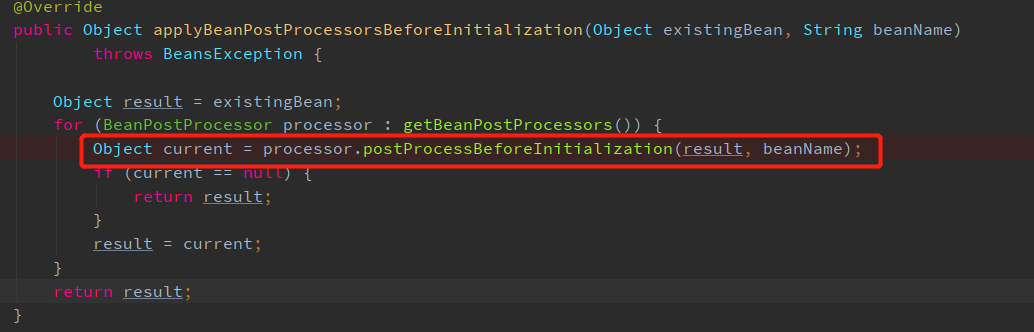 @Override
public Object applyBeanPostProcessorsBeforeInitialization(Object existingBean, String beanName)
        throws BeansException {
    Object result = existingBean;
    for (BeanPostProcessor processor : getBeanPostProcessors()) {
        Object current = processor.postProcessBeforeInitialization(result, beanName);
        if (current == null) {
            return result;
        }
        result = current;
    }
    return result;
}